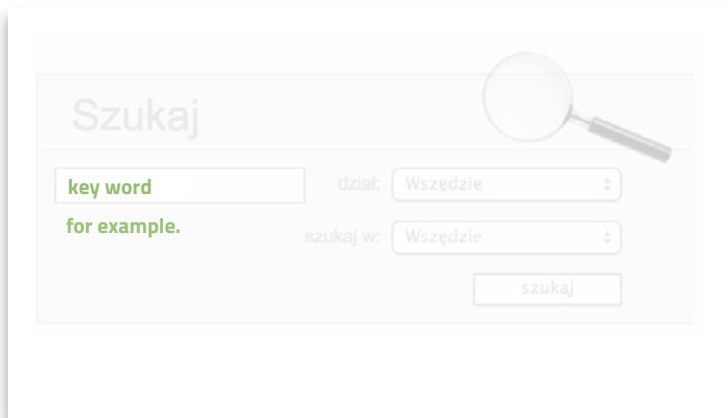 Szukaj
key word
dział: Wszędzie
for example.
szukaj w: Wszędzie
szukaj